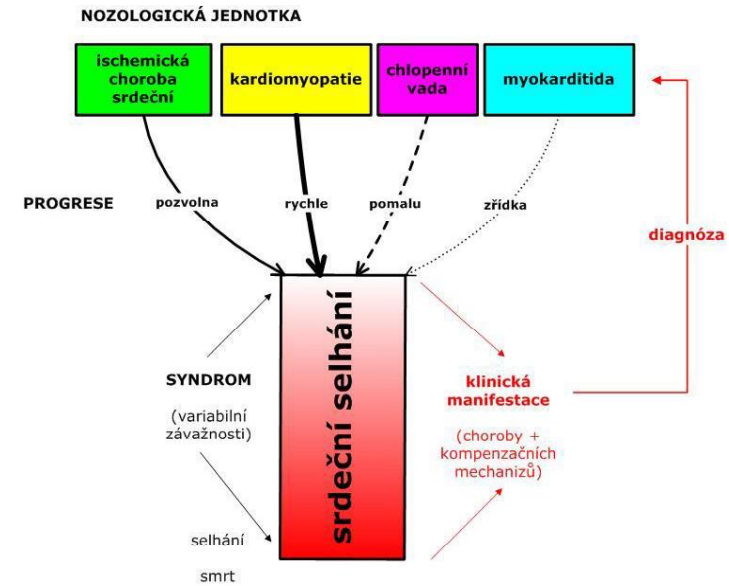 NOZOLOGICKÁ JEDNOTKA
ischemická
choroba
srdeční
kardiomyopatie
chlopenní
vada
myokarditida
PROGRESE
pozvolna
rychle
pomalu
zřídka
diagnóza
srdeční selhání
SYNDROM
(variabilní
závažnosti)
klinická
manifestace
(choroby +
kompenzačních
mechanizů)
selhání
smrt